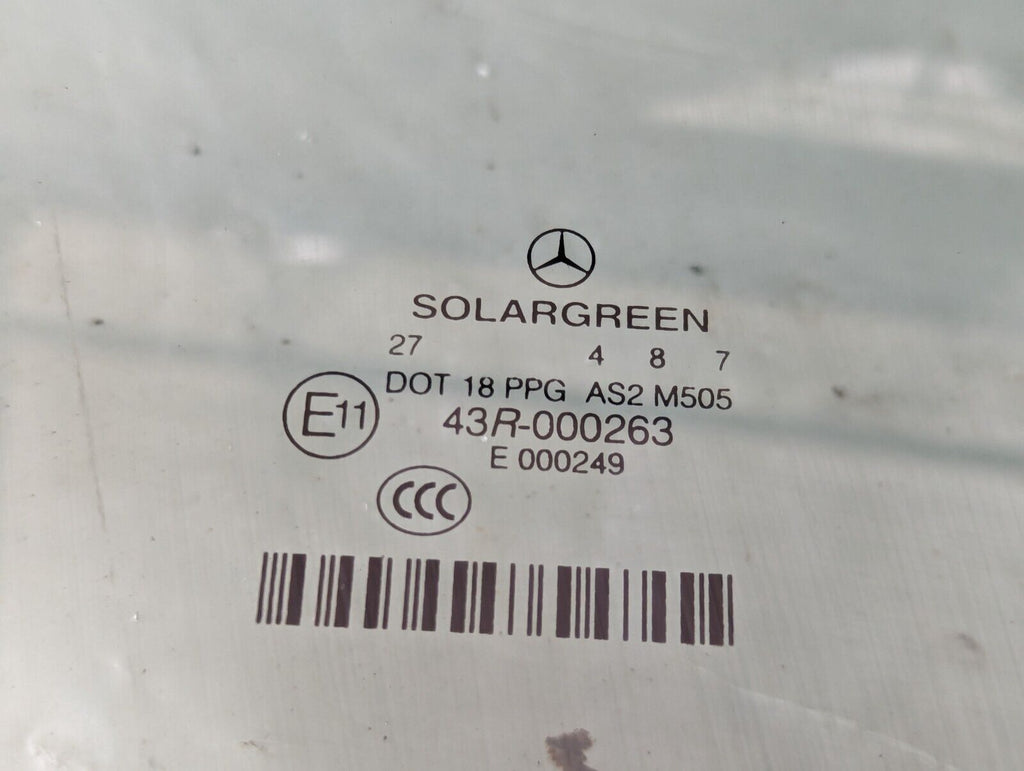 SOLARGREEN
27 4 8 7
DOT 18 PPG AS2 M505
E11
43R-000263
E 000249
CCC